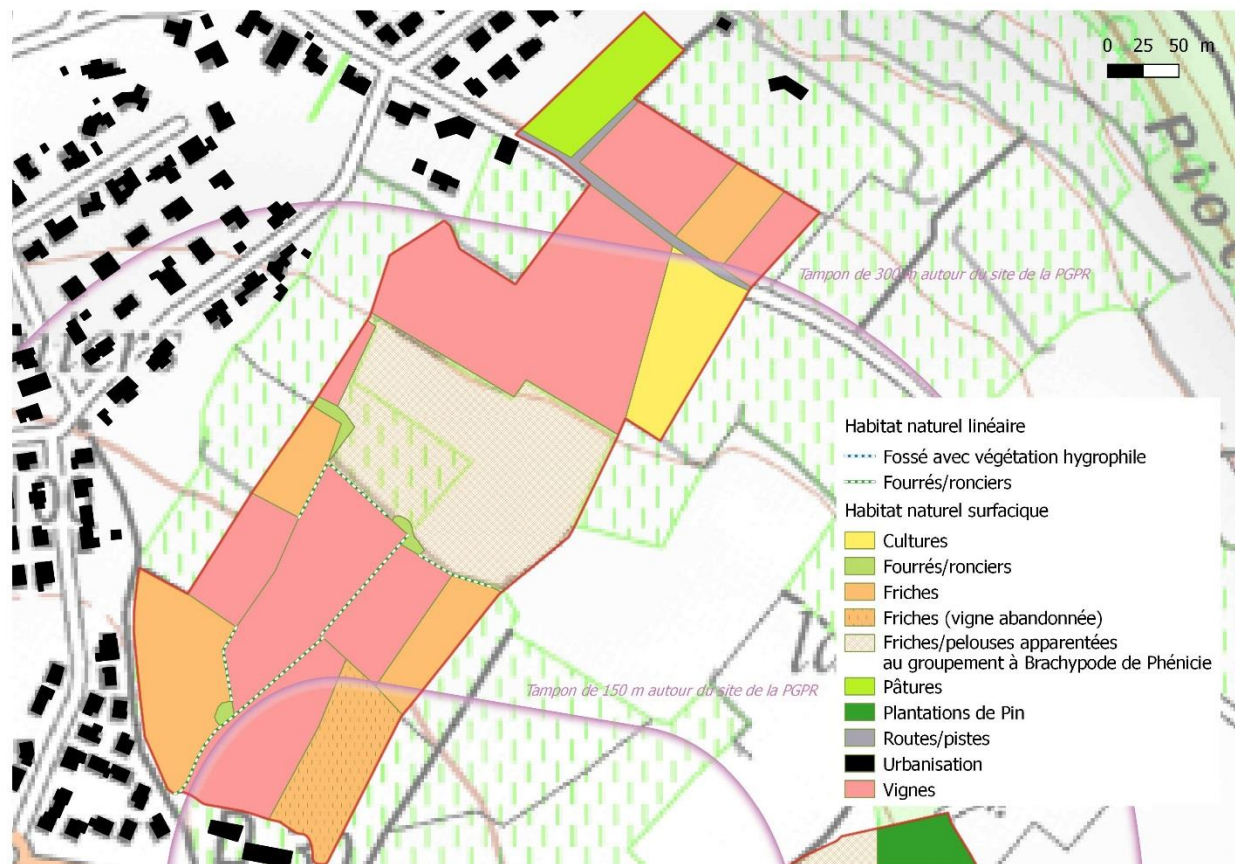 0 25 50 m
Piot
Tampon de 300 m autour du site de la PGPR
niers
Habitat naturel linéaire
Fossé avec végétation hygrophile
Fourrés/ronciers
Habitat naturel surfacique
Cultures
Fourrés/ronciers
Friches
Friches (vigne abandonnée)
Friches/pelouses apparentées
au groupement à Brachypode de Phénicie
Pâtures
Plantations de Pin
Routes/pistes
Urbanisation
Vignes
Tampon de 150 m autour du site de la PGPR